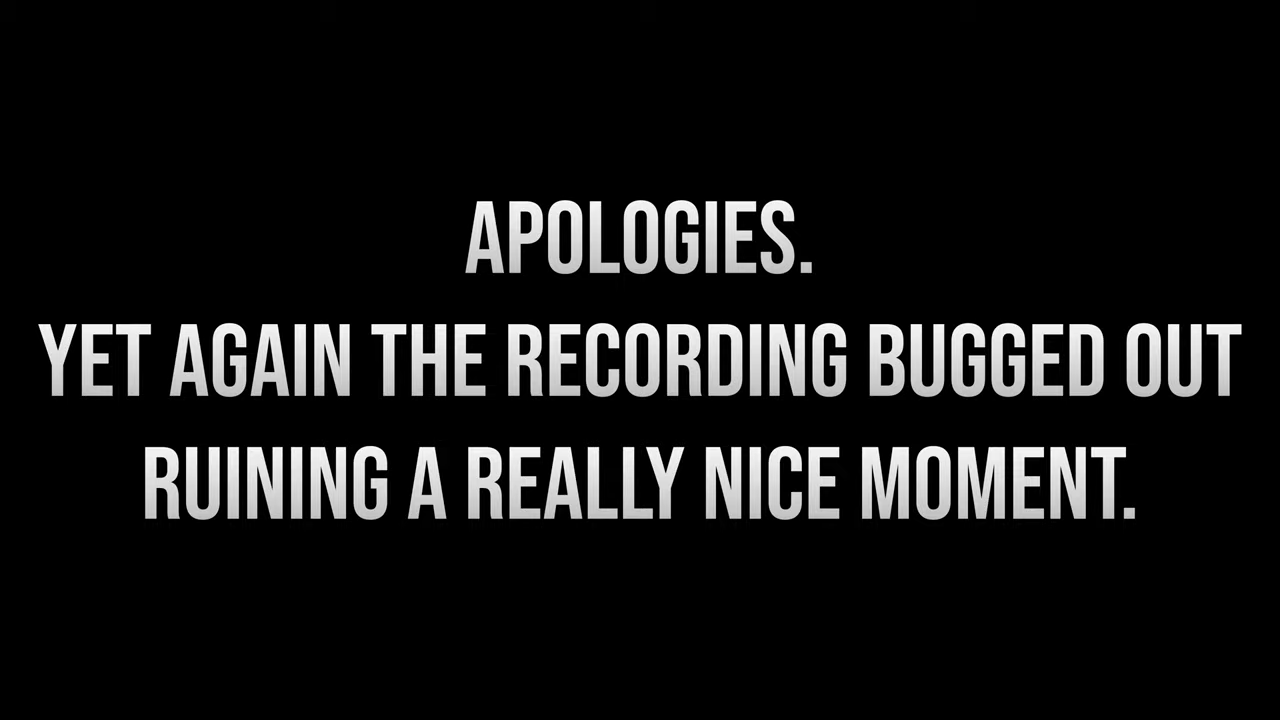 APOLOGIES.
YET AGAIN THE RECORDING BUGGED OUT
RUINING A REALLY NICE MOMENT.